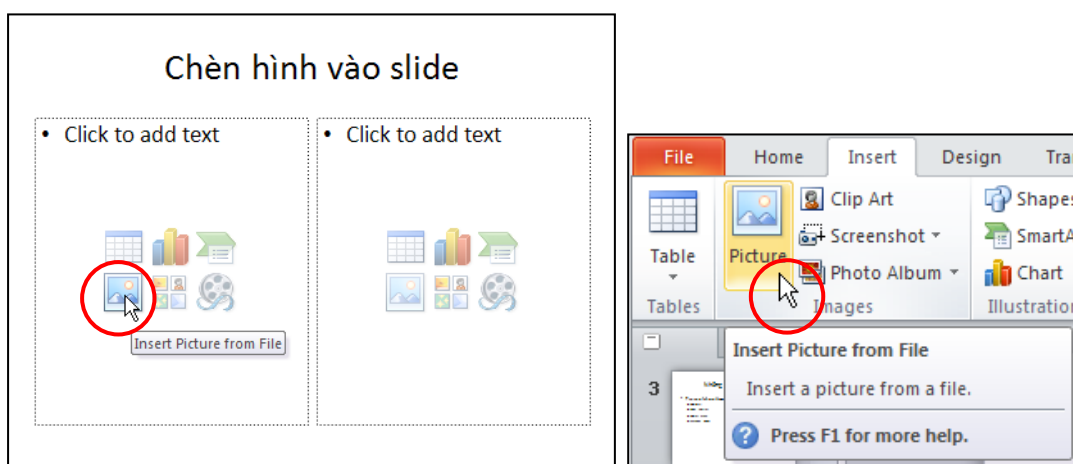 Chèn hình vào slide
• Click to add text
• Click to add text
Insert Picture from File
File Home Insert Design
Table
Tables
Picture
Clip Art
Screenshot
Photo Album
Images
Shapes
Chart
3
Insert Picture from File
Insert a picture from a file.
Press F1 for more help.